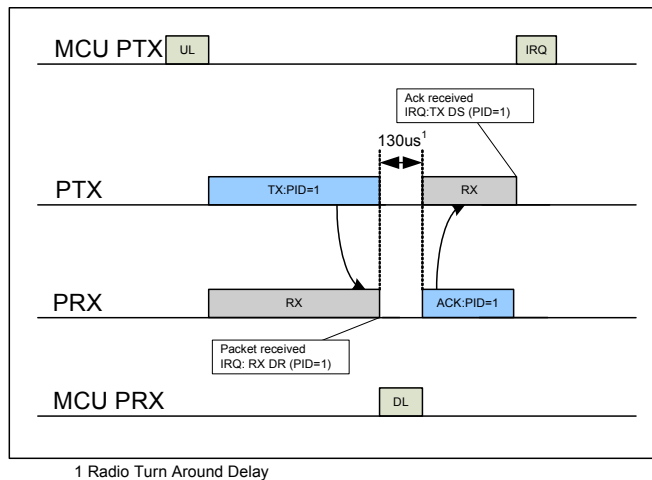 MCU PTX
UL
IRQ
Ack received
IRQ:TX DS (PID=1)
130us1
PTX
TX:PID=1
RX
PRX
RX
ACK:PID=1
Packet received
IRQ: RX DR (PID=1)
MCU PRX
DL
1 Radio Turn Around Delay